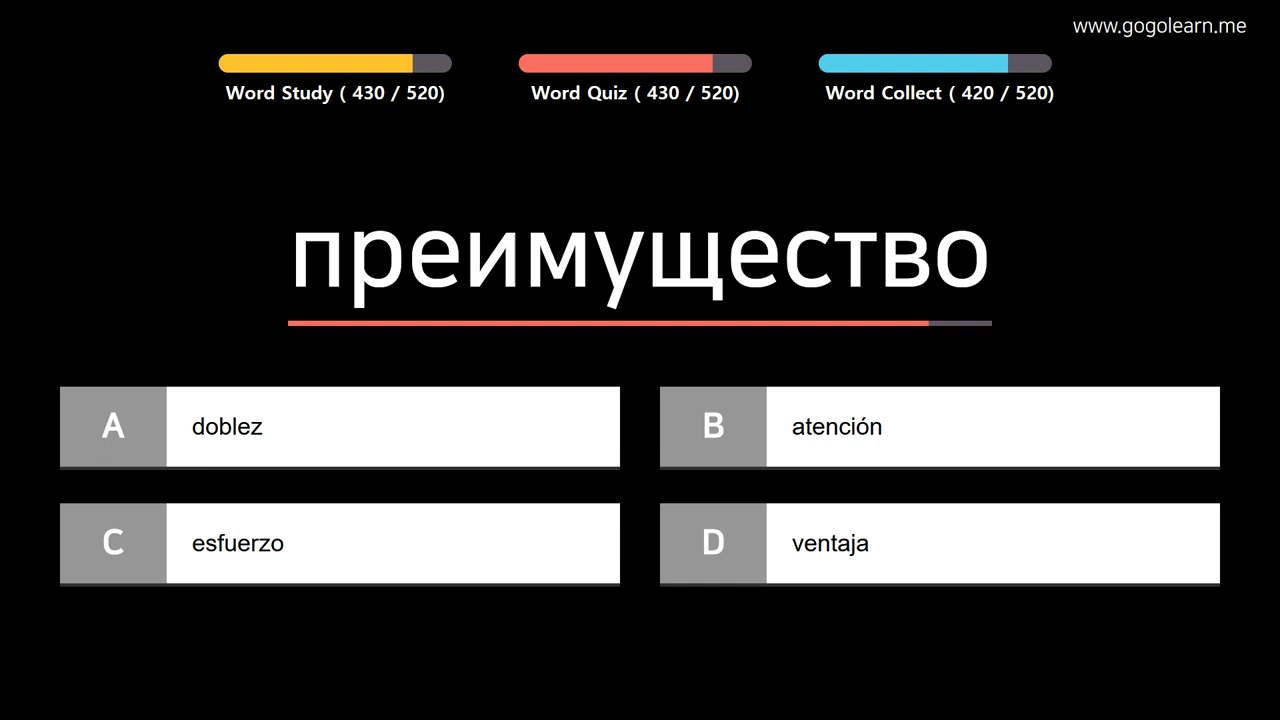 www.gogolearn.me
Word Study ( 430 / 520)
Word Quiz ( 430 / 520)
Word Collect ( 420 / 520)
преимущество
A doblez
B atención
C esfuerzo
D ventaja